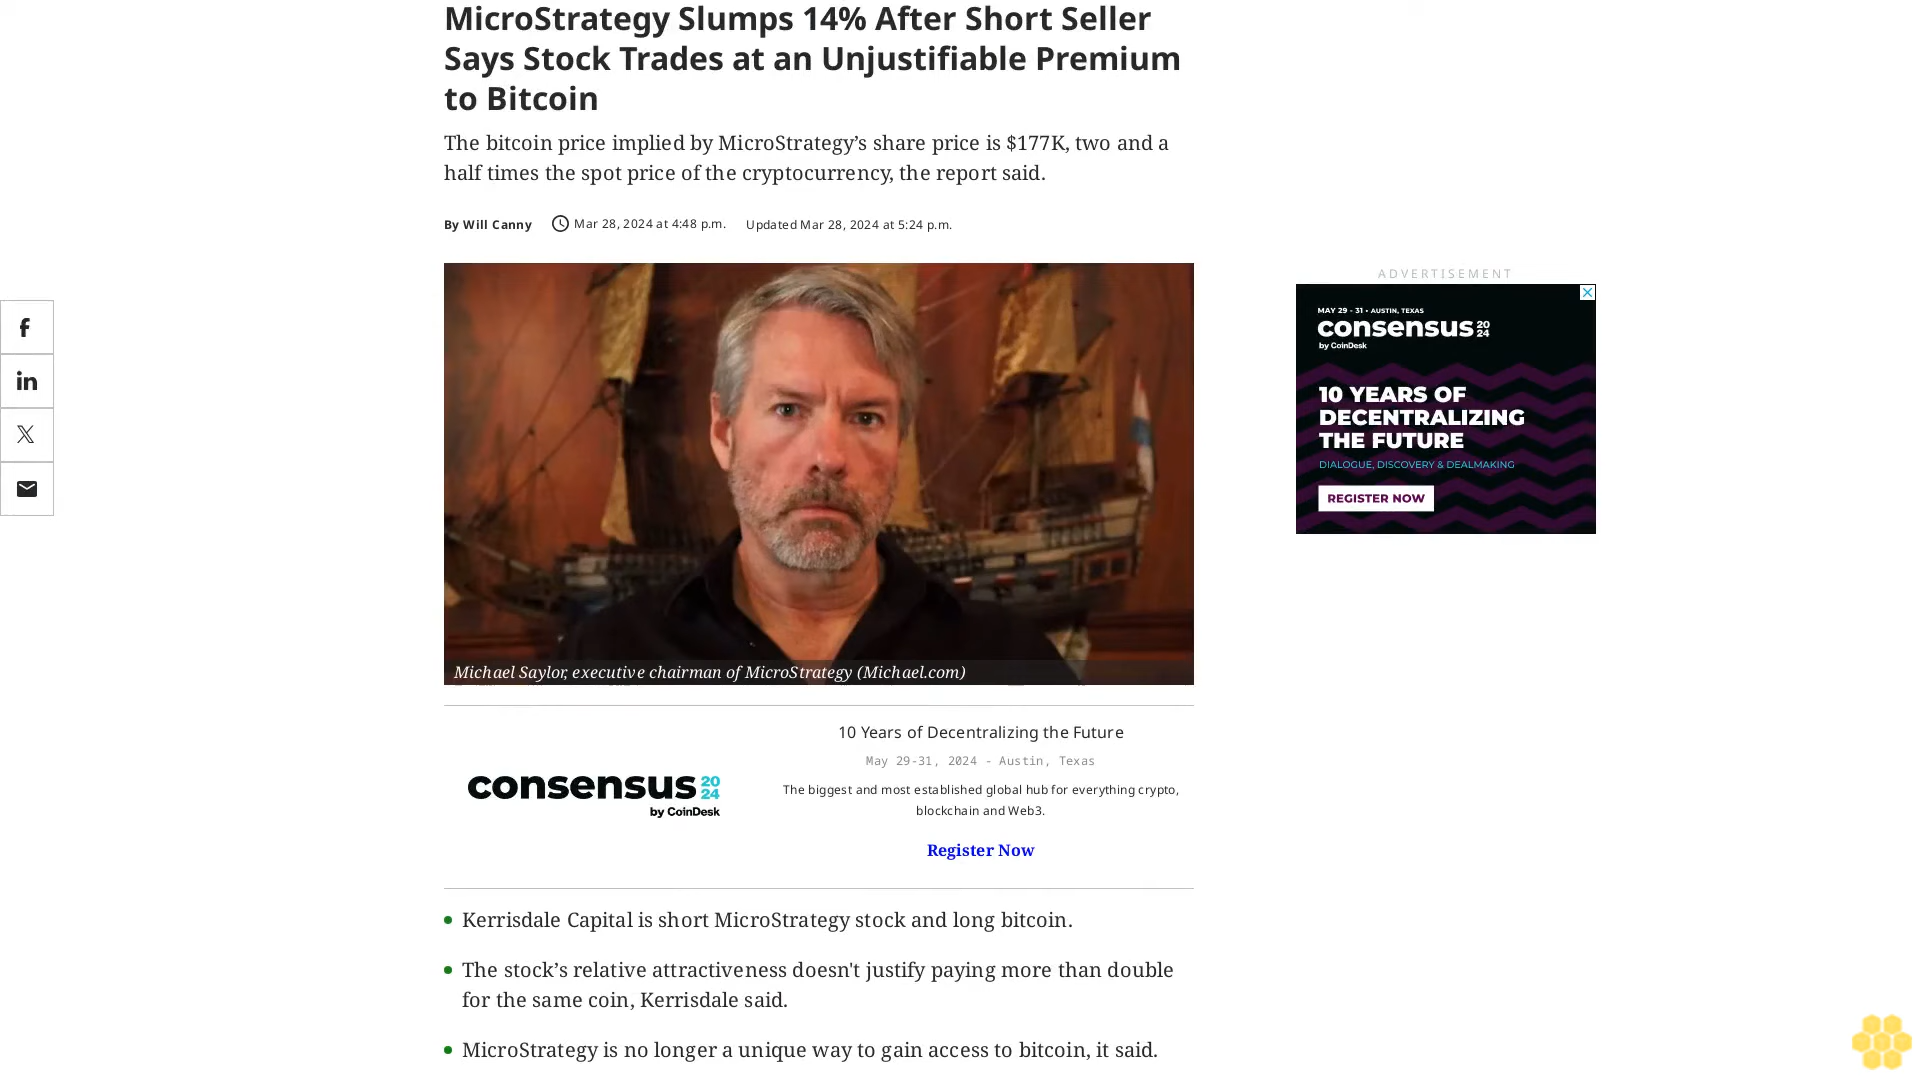 MicroStrategy Slumps 14% After Short Seller
Says Stock Trades at an Unjustifiable Premium
to Bitcoin
The bitcoin price implied by MicroStrategy’s share price is $177K, two and a
half times the spot price of the cryptocurrency, the report said.
By Will Canny Mar 28, 2024 at 4:48 p.m. Updated Mar 28, 2024 at 5:24 p.m.
Michael Saylor, executive chairman of MicroStrategy (Michael.com)
ADVERTISEMENT
MAY 29 - 31 • AUSTIN, TEXAS
consensus 2024
by CoinDesk
10 YEARS OF
DECENTRALIZING
THE FUTURE
DIALOGUE, DISCOVERY & DEALMAKING
REGISTER NOW
consensus 2024
by CoinDesk
10 Years of Decentralizing the Future
May 29-31, 2024 - Austin, Texas
The biggest and most established global hub for everything crypto,
blockchain and Web3.
Register Now
Kerrisdale Capital is short MicroStrategy stock and long bitcoin.
The stock’s relative attractiveness doesn't justify paying more than double
for the same coin, Kerrisdale said.
MicroStrategy is no longer a unique way to gain access to bitcoin, it said.